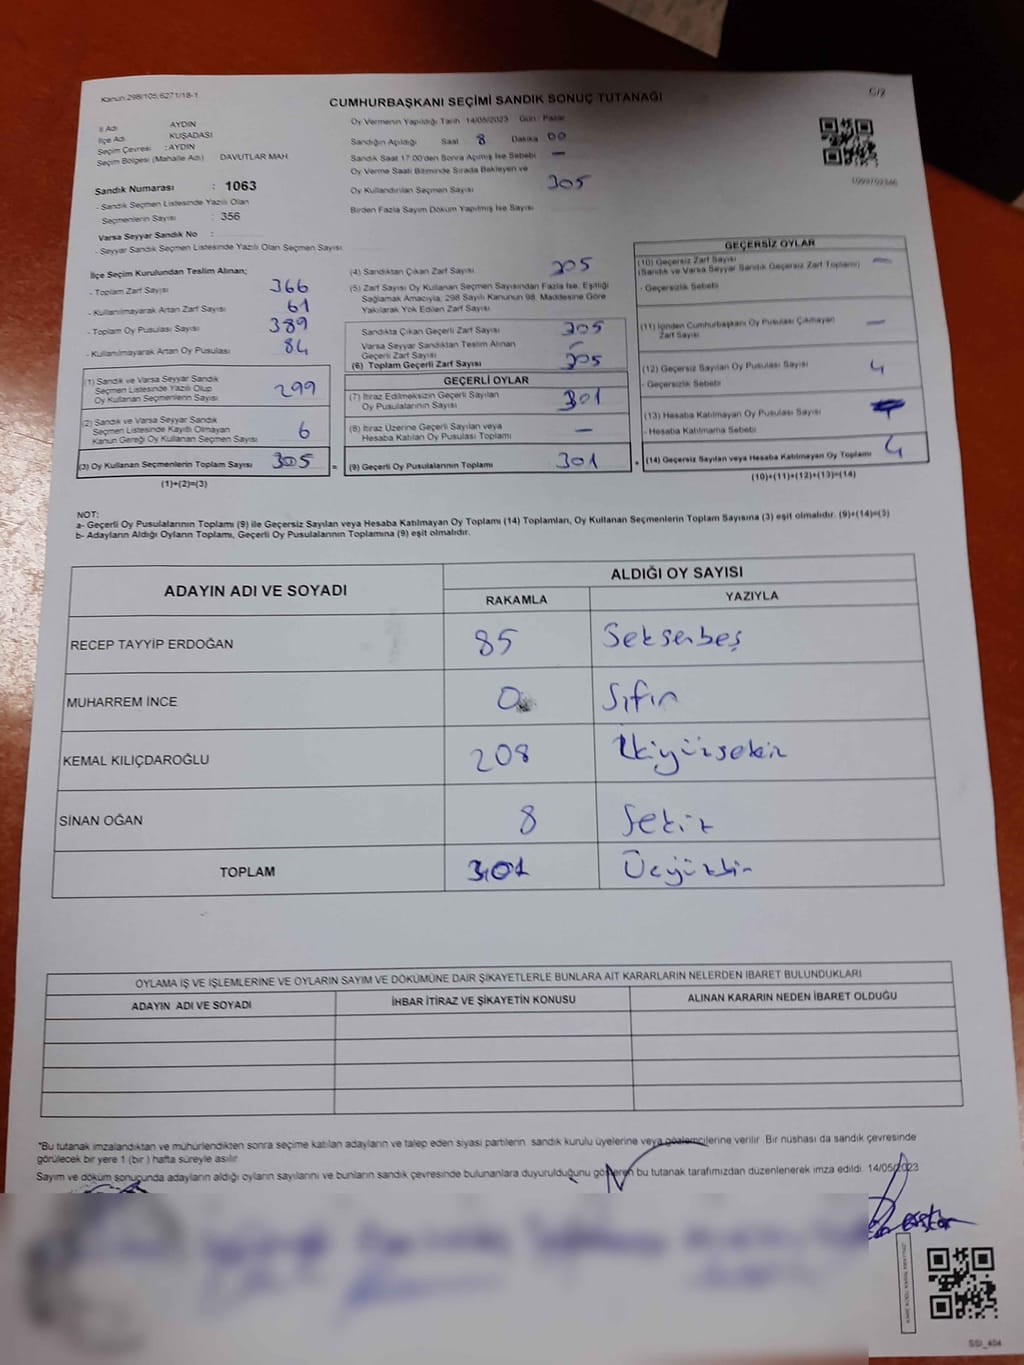 Kanun:298/105;6271/18-1
CUMHURBAŞKANI SEÇİMİ SANDIK SONUÇ TUTANAĞI
İl Adı AYDIN
İlçe Adı KUŞADASI
Seçim Çevresi : AYDIN
Seçim Bölgesi (Mahalle Adı) DAVUTLAR MAH.
Sandık Numarası : 1063
- Sandık Seçmen Listesinde Yazılı Olan
Seçmenlerin Sayısı : 356
Varsa Seyyar Sandık No :
- Seyyar Sandık Seçmen Listesinde Yazılı Olan Seçmen Sayısı
Oy Vermenin Yapıldığı Tarih 14/05/2023 Gün: Pazar
Sandığın Açıldığı Saat 8 Dakika 00
Sandık Saat 17.00'den Sonra Açılmış İse Sebebi —
Oy Verme Saati Bitiminde Sırada Bekleyen ve
Oy Kullandırılan Seçmen Sayısı 305
Birden Fazla Sayım Döküm Yapılmış İse Sayısı
İlçe Seçim Kurulundan Teslim Alınan;
- Toplam Zarf Sayısı 366
- Kullanılmayarak Artan Zarf Sayısı 61
- Toplam Oy Pusulası Sayısı 389
- Kullanılmayarak Artan Oy Pusulası 84
(1) Sandık ve Varsa Seyyar Sandık
Seçmen Listesinde Yazılı Olup
Oy Kullanan Seçmenlerin Sayısı 299
(2) Sandık ve Varsa Seyyar Sandık
Seçmen Listesinde Kayıtlı Olmayan
Kanun Gereği Oy Kullanan Seçmen Sayısı 6
(3) Oy Kullanan Seçmenlerin Toplam Sayısı 305 =
(1)+(2)=(3)
(4) Sandıktan Çıkan Zarf Sayısı 305
(5) Zarf Sayısı Oy Kullanan Seçmen Sayısından Fazla İse, Eşitliği
Sağlamak Amacıyla, 298 Sayılı Kanunun 98. Maddesine Göre
Yakılarak Yok Edilen Zarf Sayısı
Sandıkta Çıkan Geçerli Zarf Sayısı 305
Varsa Seyyar Sandıktan Teslim Alınan
Geçerli Zarf Sayısı —
(6) Toplam Geçerli Zarf Sayısı 305
GEÇERLİ OYLAR
(7) İtiraz Edilmeksizin Geçerli Sayılan
Oy Pusulalarının Sayısı 301
(8) İtiraz Üzerine Geçerli Sayılan veya
Hesaba Katılan Oy Pusulası Toplamı —
(9) Geçerli Oy Pusulalarının Toplamı 301 +
GEÇERSİZ OYLAR
(10) Geçersiz Zarf Sayısı —
(Sandık ve Varsa Seyyar Sandık Geçersiz Zarf Toplamı)
- Geçersizlik Sebebi
(11) İçinden Cumhurbaşkanı Oy Pusulası Çıkmayan
Zarf Sayısı —
(12) Geçersiz Sayılan Oy Pusulası Sayısı 4
- Geçersizlik Sebebi
(13) Hesaba Katılmayan Oy Pusulası Sayısı
- Hesaba Katılmama Sebebi
(14) Geçersiz Sayılan veya Hesaba Katılmayan Oy Toplamı 4
(10)+(11)+(12)+(13)=(14)
NOT:
a- Geçerli Oy Pusulalarının Toplamı (9) ile Geçersiz Sayılan veya Hesaba Katılmayan Oy Toplamı (14) Toplamları, Oy Kullanan Seçmenlerin Toplam Sayısına (3) eşit olmalıdır. (9)+(14)=(3)
b- Adayların Aldığı Oyların Toplamı, Geçerli Oy Pusulalarının Toplamına (9) eşit olmalıdır.
ADAYIN ADI VE SOYADI ALDIĞI OY SAYISI
RAKAMLA YAZIYLA
RECEP TAYYİP ERDOĞAN 85 Seksenbeş
MUHARREM İNCE 0 Sıfır
KEMAL KILIÇDAROĞLU 208 İkiyüzsekiz
SİNAN OĞAN 8 Sekiz
TOPLAM 301 Üçyüzbir
OYLAMA İŞ VE İŞLEMLERİNE VE OYLARIN SAYIM VE DÖKÜMÜNE DAİR ŞİKAYETLERLE BUNLARA AİT KARARLARIN NELERDEN İBARET BULUNDUKLARI
ADAYIN ADI VE SOYADI İHBAR İTİRAZ VE ŞİKAYETİN KONUSU ALINAN KARARIN NEDEN İBARET OLDUĞU
"Bu tutanak imzalandıktan ve mühürlendikten sonra seçime katılan adayların ve talep eden siyasi partilerin sandık kurulu üyelerine veya gözlemcilerine verilir. Bir nüshası da sandık çevresinde
görülecek bir yere 1 (bir) hafta süreyle asılır.
Sayım ve döküm sonucunda adayların aldığı oyların sayılarını ve bunların sandık çevresinde bulunanlara duyurulduğunu gösteren bu tutanak tarafımızdan düzenlenerek imza edildi. 14/05/2023
SSI_404